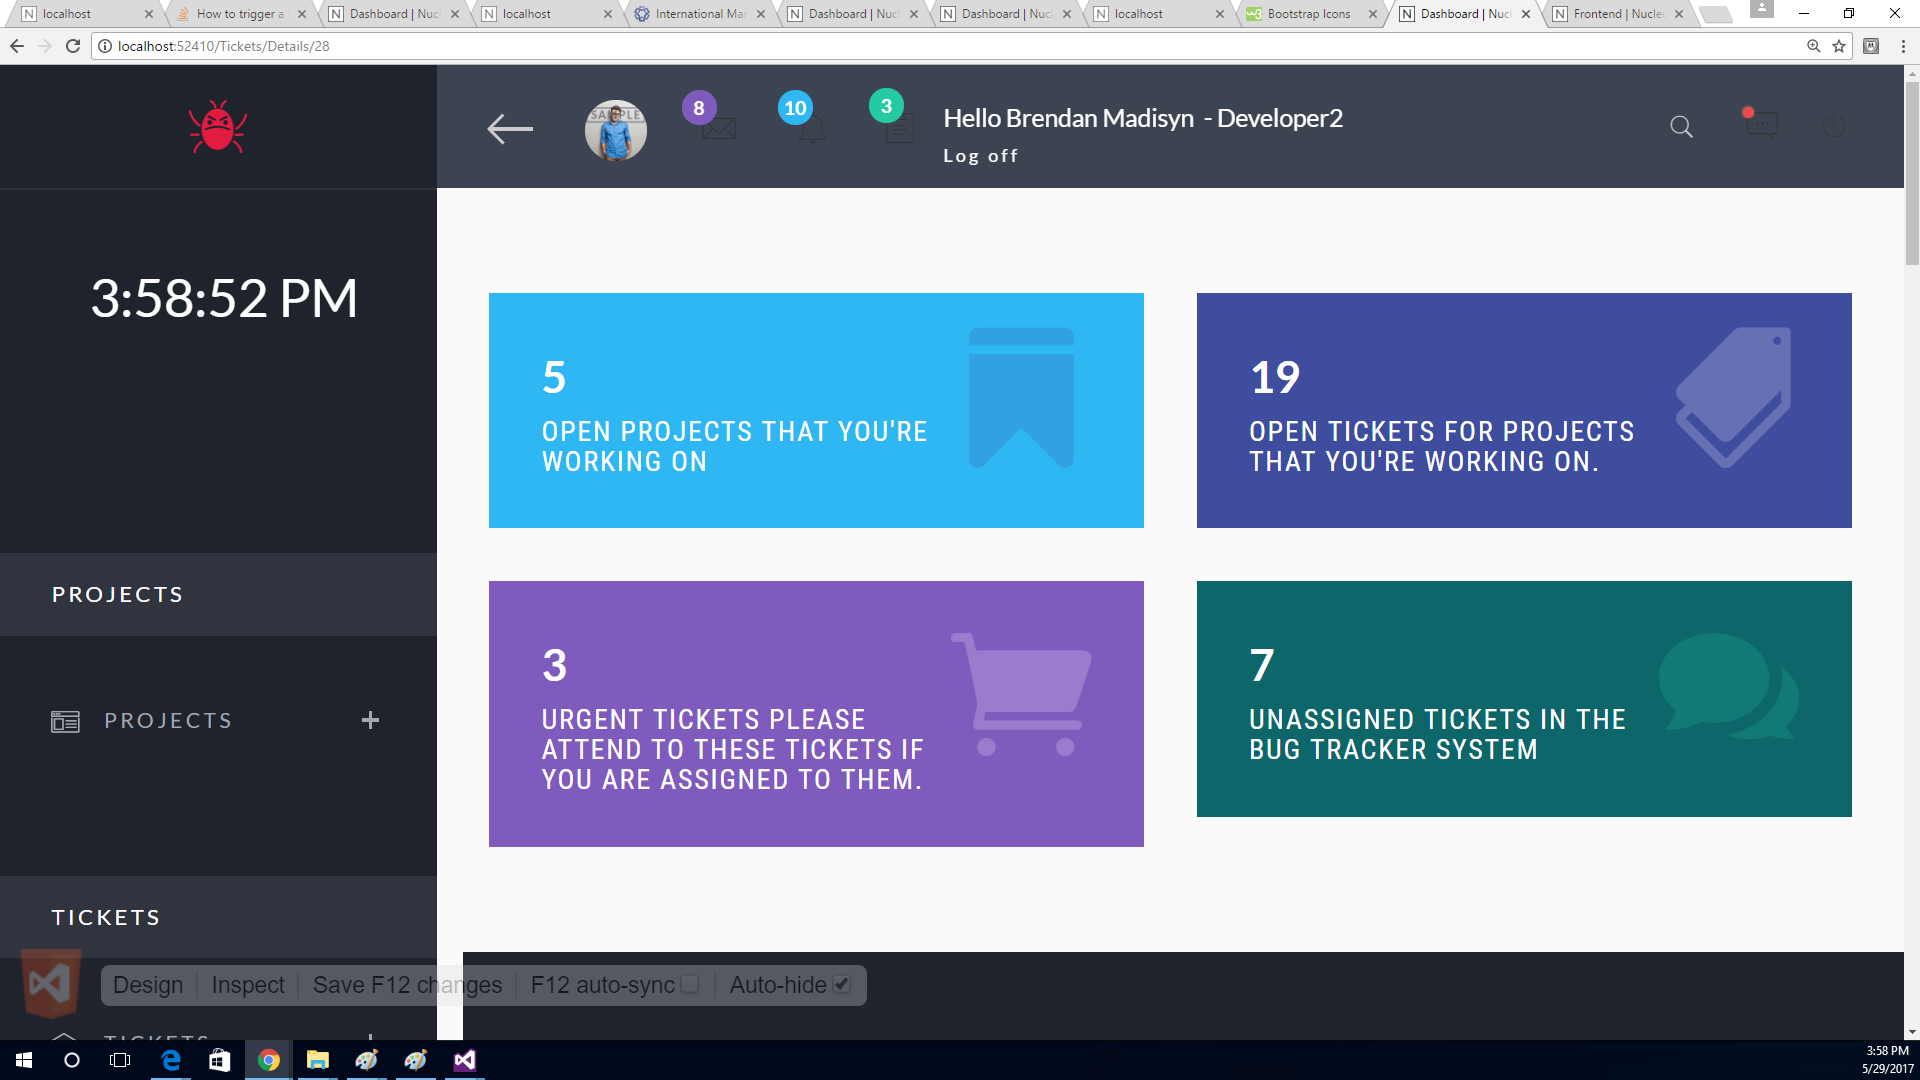 localhost
How to trigger a
Dashboard | Nucl
localhost
International Mar
Dashboard | Nucl
Dashboard | Nucl
localhost
Bootstrap Icons
Dashboard | Nucl
Frontend | Nucleu
localhost:52410/Tickets/Details/28
SAMPLE
8
10
3
Hello Brendan Madisyn - Developer2
Log off
3:58:52 PM
5
OPEN PROJECTS THAT YOU'RE
WORKING ON
19
OPEN TICKETS FOR PROJECTS
THAT YOU'RE WORKING ON.
PROJECTS
PROJECTS
3
URGENT TICKETS PLEASE
ATTEND TO THESE TICKETS IF
YOU ARE ASSIGNED TO THEM.
7
UNASSIGNED TICKETS IN THE
BUG TRACKER SYSTEM
TICKETS
Design
Inspect
Save F12 changes
F12 auto-sync
Auto-hide
TICKETS
3:58 PM
5/29/2017